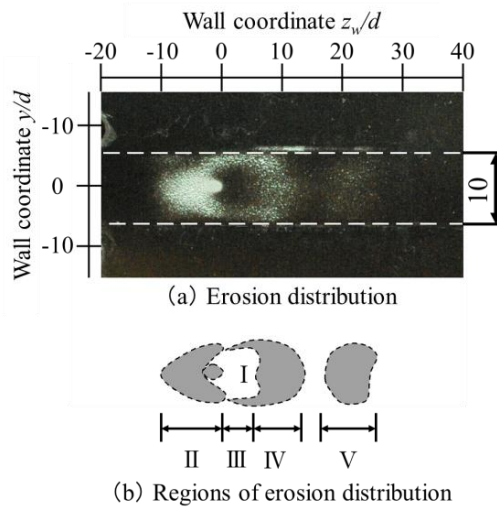 Wall coordinate z_w/d
-20 -10 0 10 20 30 40
Wall coordinate y/d
-10
0
-10
10
(a) Erosion distribution
I
II III IV V
(b) Regions of erosion distribution